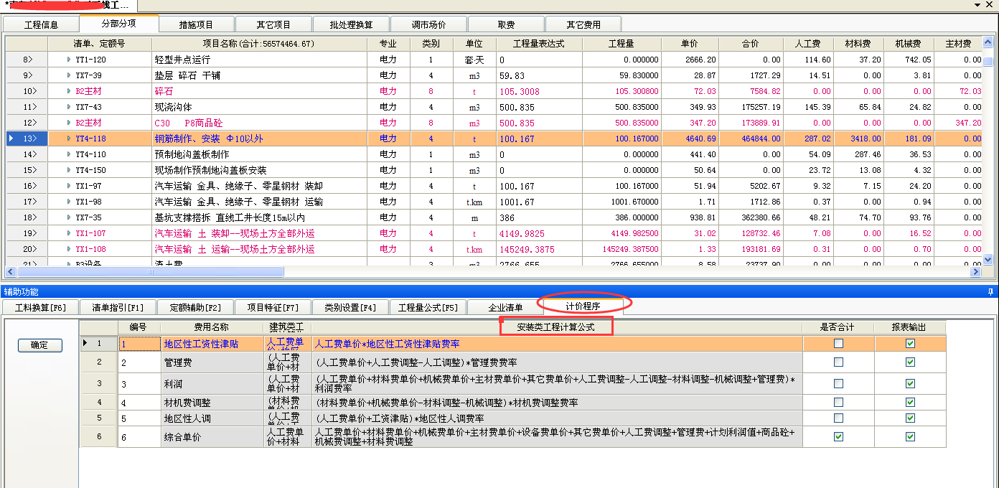 线工...
工程信息 分部分项 措施项目 其它项目 批处理换算 调市场价 取费 其它费用
清单、定额号 项目名称(合计:56574464.67) 专业 类别 单位 工程量表达式 工程量 单价 合价 人工费 材料费 机械费 主材费
8> YT1-120 轻型井点运行 电力 1 套·天 0 0.000000 2666.20 0.00 114.60 37.20 742.05 0.00
9> YX7-39 垫层 碎石 干铺 电力 4 m3 59.83 59.830000 28.87 1727.29 14.51 0.00 3.81 0.00
10> B2主材 碎石 电力 8 t 105.3008 105.300800 72.03 7584.82 0.00 0.00 0.00 72.03
11> YX7-43 现浇沟体 电力 4 m3 500.835 500.835000 349.93 175257.19 145.39 65.84 24.82 0.00
12> B2主材 C30 P8商品砼 电力 8 m3 500.835 500.835000 347.20 173889.91 0.00 0.00 0.00 347.20
13> YT4-118 钢筋制作、安装 Φ10以外 电力 4 t 100.167 100.167000 4640.69 464844.00 287.02 3418.00 181.09 0.00
14> YT4-110 预制地沟盖板制作 电力 1 m3 0 0.000000 441.40 0.00 54.09 287.46 36.53 0.00
15> YT4-150 现场制作预制地沟盖板安装 电力 1 m3 0 0.000000 50.64 0.00 23.72 13.08 4.32 0.00
16> YX1-97 汽车运输 金具、绝缘子、零星钢材 装卸 电力 4 t 100.167 100.167000 51.94 5202.67 9.32 7.15 24.20 0.00
17> YX1-98 汽车运输 金具、绝缘子、零星钢材 运输 电力 4 t.km 1001.67 1001.670000 1.71 1712.86 0.37 0.00 0.94 0.00
18> YX7-35 基坑支撑搭拆 直线工井长度15m以内 电力 4 m 386 386.000000 938.81 362380.66 48.21 74.70 93.76 0.00
19> YX1-107 汽车运输 土 装卸--现场土方全部外运 电力 4 t 4149.9825 4149.982500 31.02 128732.46 7.08 0.00 16.52 0.00
20> YX1-108 汽车运输 土 运输--现场土方全部外运 电力 4 t.km 145249.3875 145249.387500 1.33 193181.69 0.31 0.00 0.70 0.00
21> B3设备 渣土费 3 m3 2766.655 2766.655000 8.58 23737.90 0.00 0.00 0.00 0.00
辅助功能
工料换算[F6] 清单指引[F1] 定额辅助[F2] 项目特征[F7] 类别设置[F4] 工程量公式[F5] 企业清单 计价程序
确定
编号 费用名称 建筑类工 安装类工程计算公式 是否合计 报表输出
1 1 地区性工资性津贴 人工费单 人工费单价*地区性工资性津贴费率
2 2 管理费 (人工费 单价+材 (人工费单价+人工费调整-人工调整)*管理费费率
3 3 利润 (人工费 单价+材 (人工费单价+材料费单价+机械费单价+主材费单价+其它费单价+人工费调整-人工调整-材料调整-机械调整+管理费)*
利润费率
4 4 材机费调整 (材料费 (材料费单价+机械费单价-材料调整-机械调整)*材机费调整费率
5 5 地区性人调 (人工费 (人工费单价+工资津贴)*地区性人调费率
6 6 综合单价 人工费单 价+材料 人工费单价+材料费单价+机械费单价+主材费单价+设备费单价+其它费单价+人工费调整+管理费+计划利润值+商品砼+
机械费调整+材料费调整